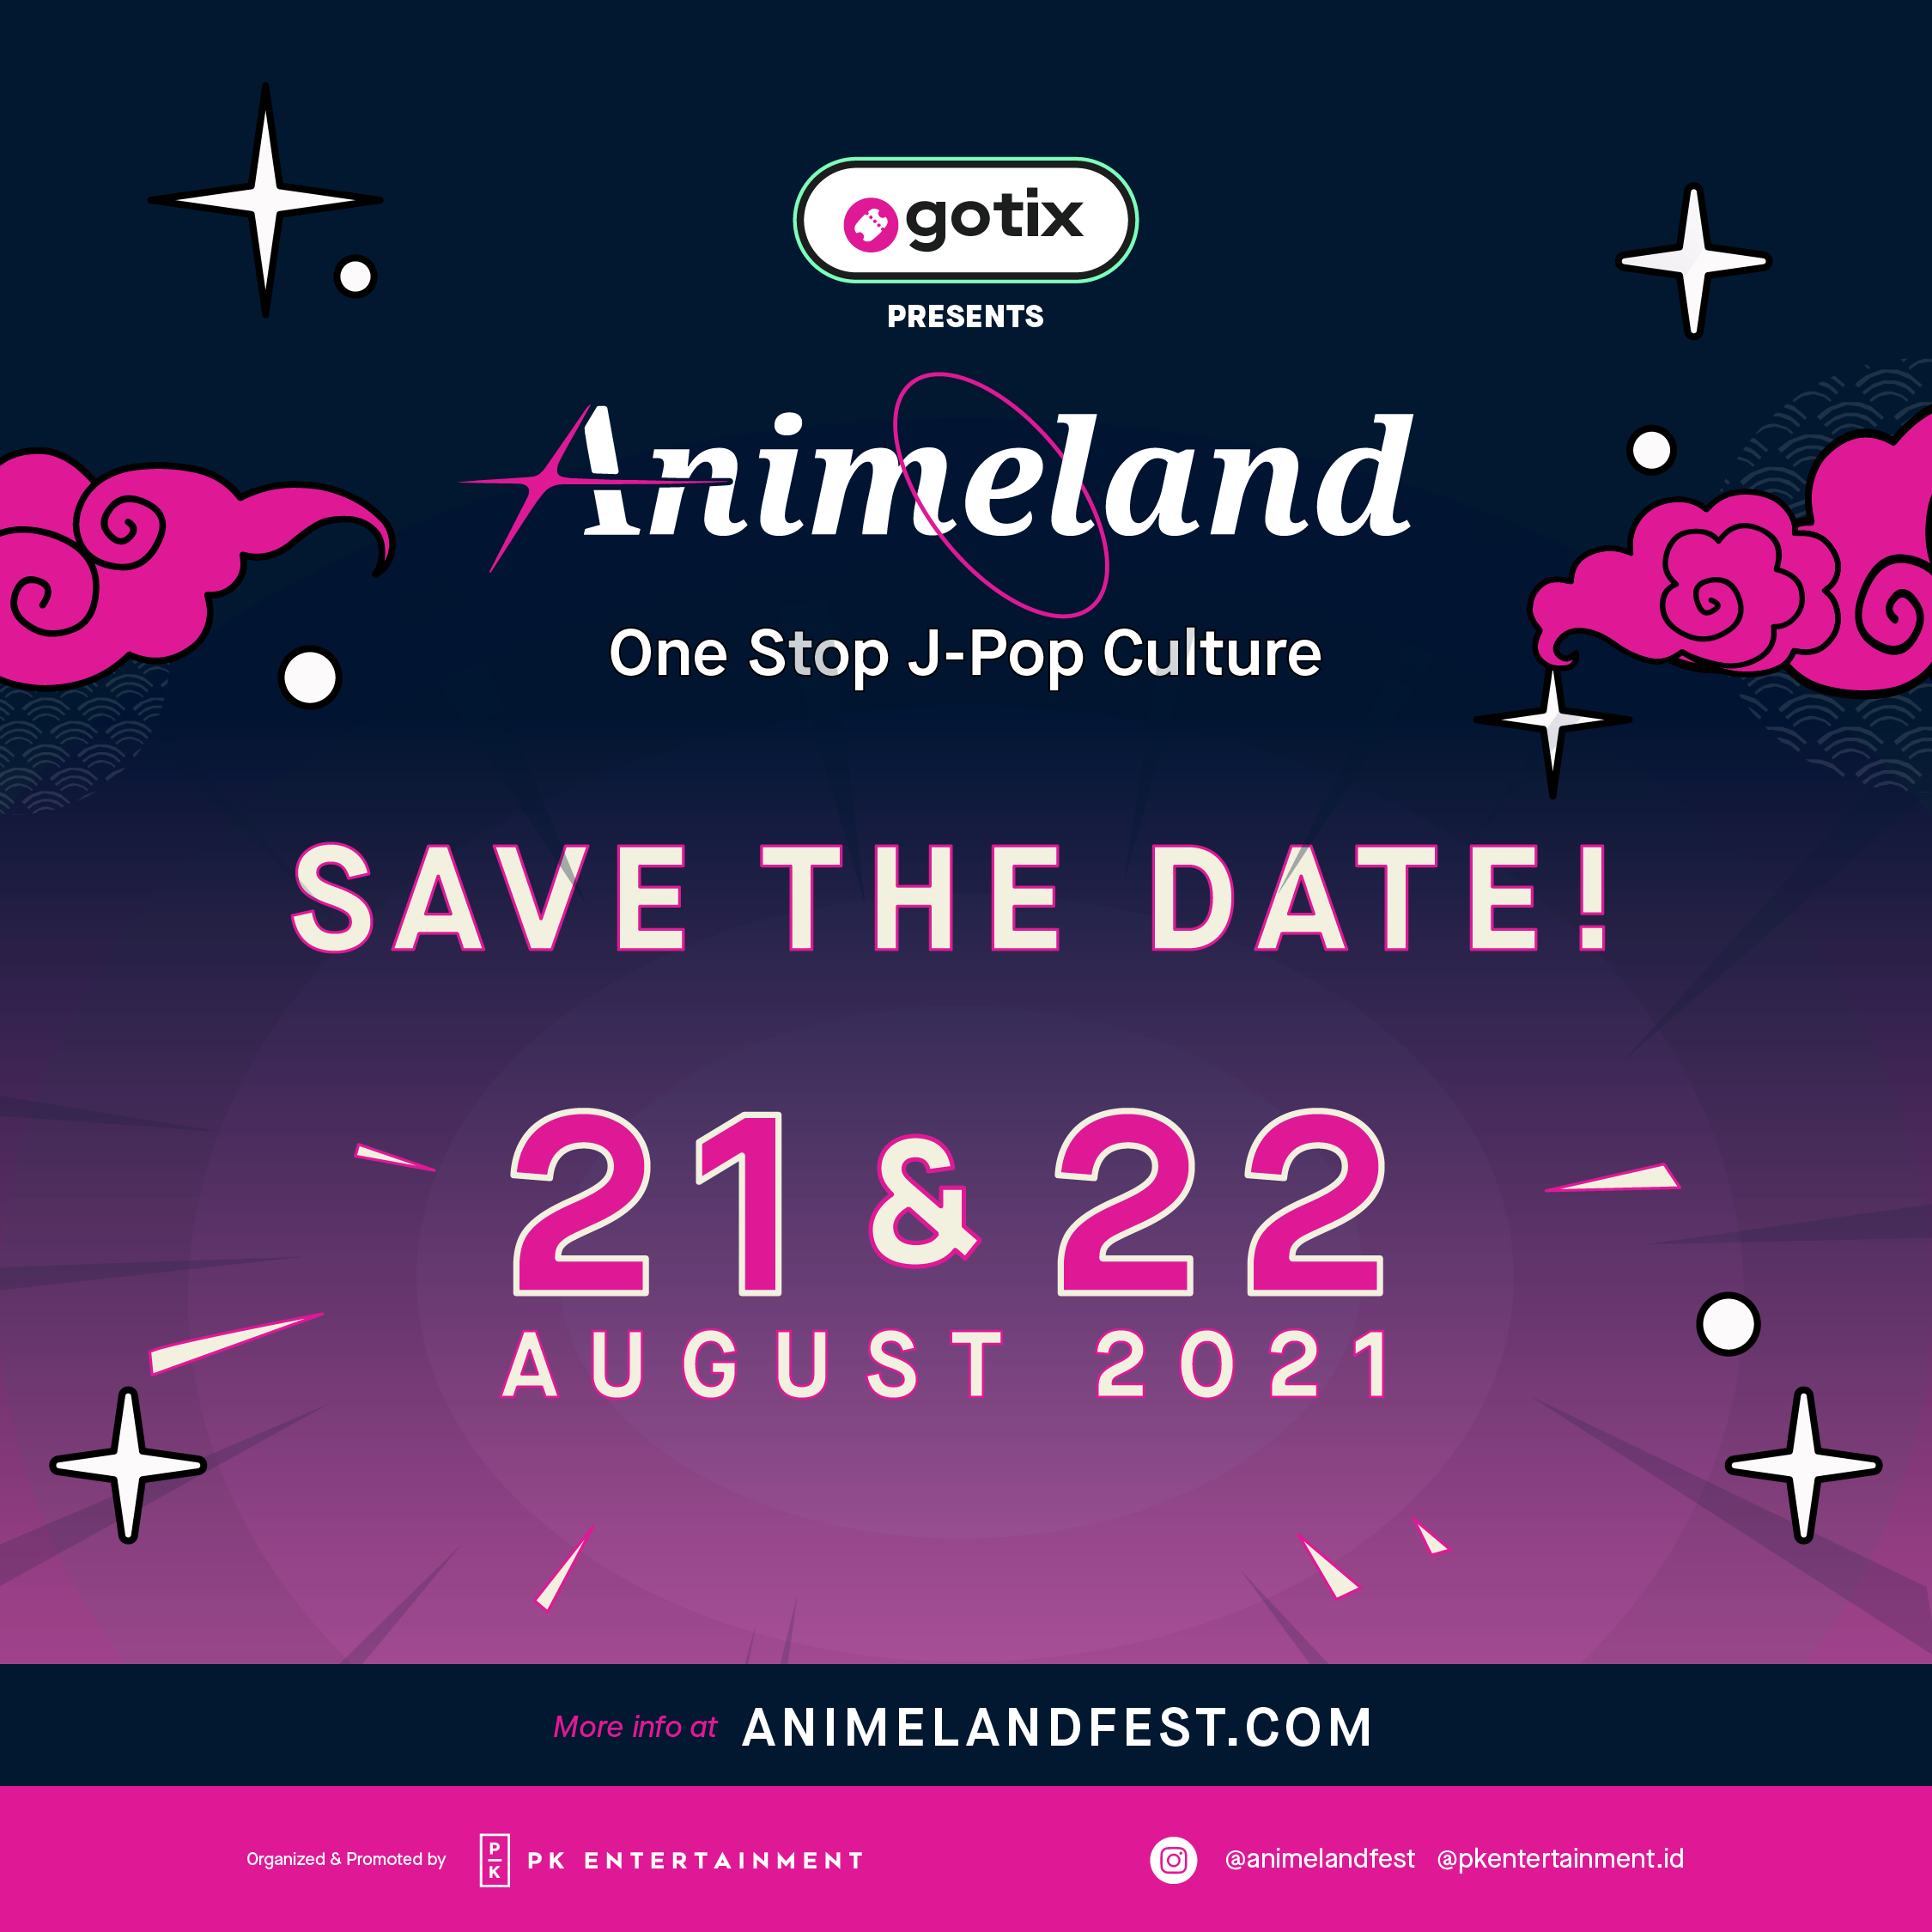 gotix
PRESENTS
Animeland
One Stop J-Pop Culture
SAVE THE DATE!
21 & 22
AUGUST 2021
More info at ANIMELANDFEST.COM
Organized & Promoted by PK PK ENTERTAINMENT @animelandfest @pkentertainment.id